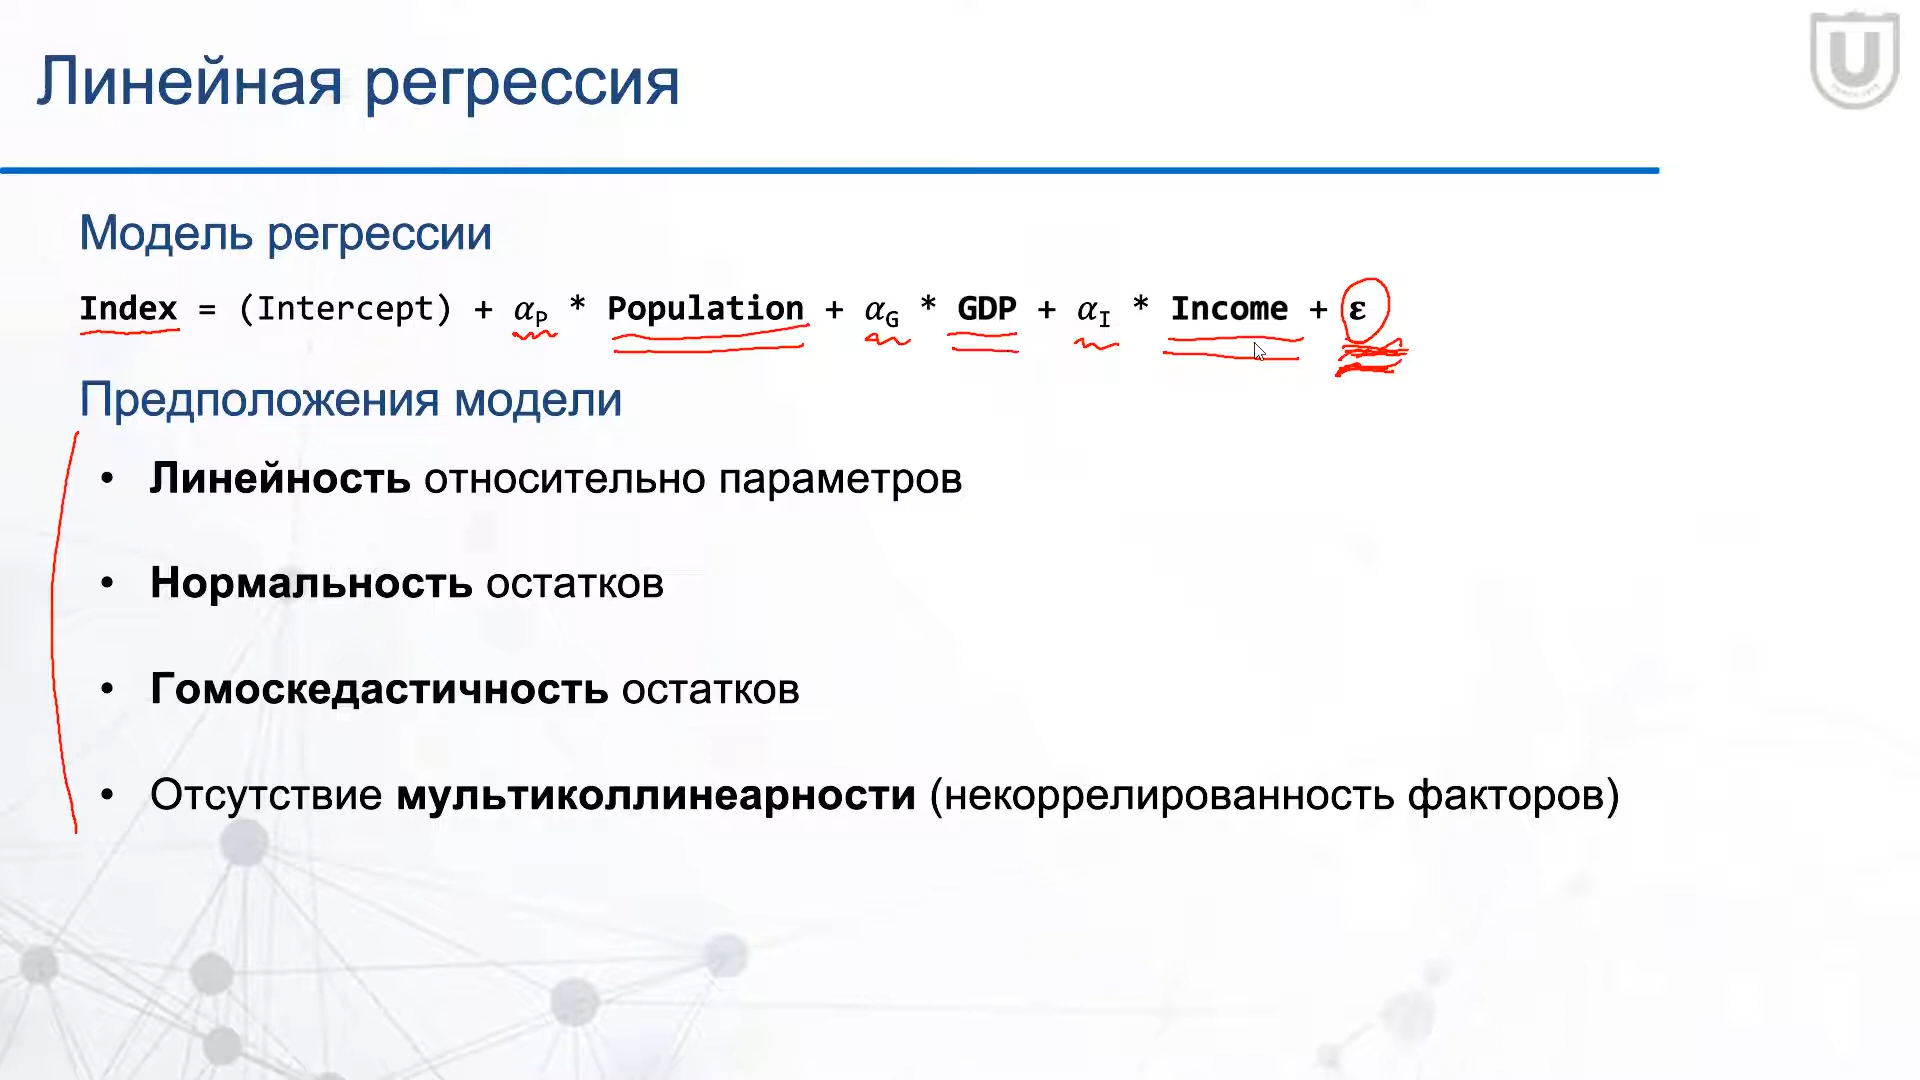 Линейная регрессия
Модель регрессии
Index = (Intercept) + αP * Population + αG * GDP + αI * Income + ε
Предположения модели
• Линейность относительно параметров
• Нормальность остатков
• Гомоскедастичность остатков
• Отсутствие мультиколлинеарности (некоррелированность факторов)